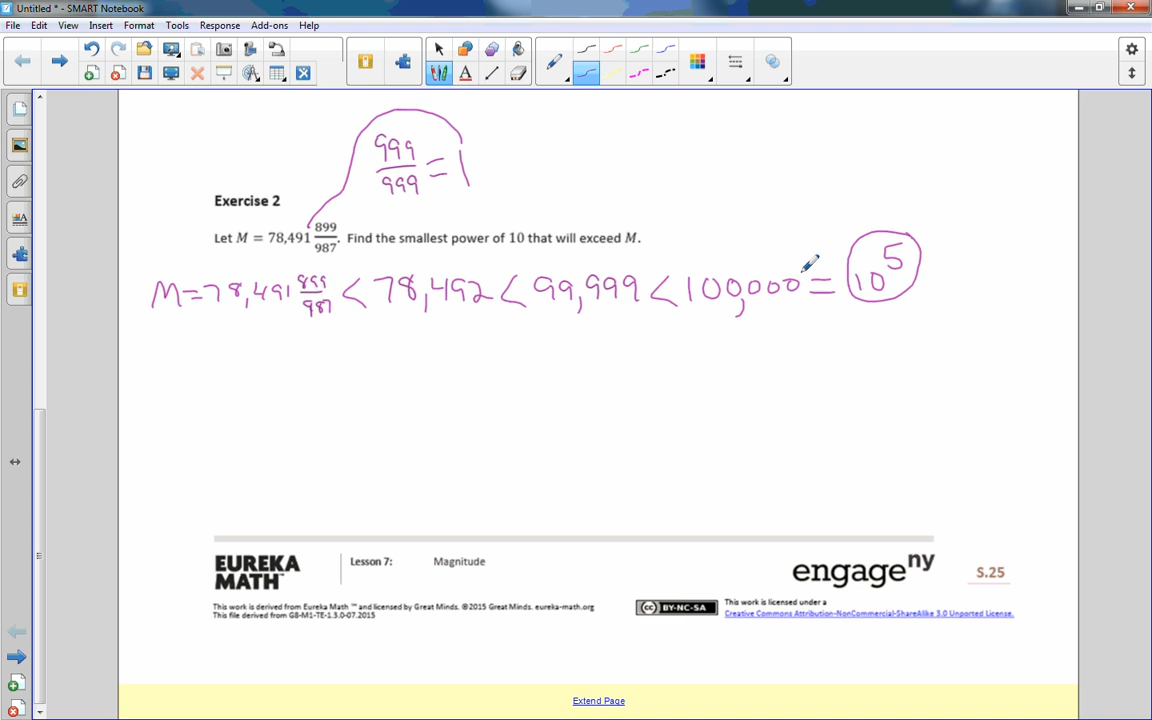 Untitled * - SMART Notebook
File Edit View Insert Format Tools Response Add-ons Help
999
999 = 1
Exercise 2
Let M = 78,491 899/987. Find the smallest power of 10 that will exceed M.
M = 78,491 899/987 < 78,492 < 99,999 < 100,000 = 10^5
EUREKA MATH™ Lesson 7: Magnitude engage^ny S.25
This work is derived from Eureka Math ™ and licensed by Great Minds. ©2015 Great Minds. eureka-math.org
This file derived from G8-M1-TE-1.3.0-07.2015
CC BY-NC-SA
This work is licensed under a
Creative Commons Attribution-NonCommercial-ShareAlike 3.0 Unported License.
Extend Page